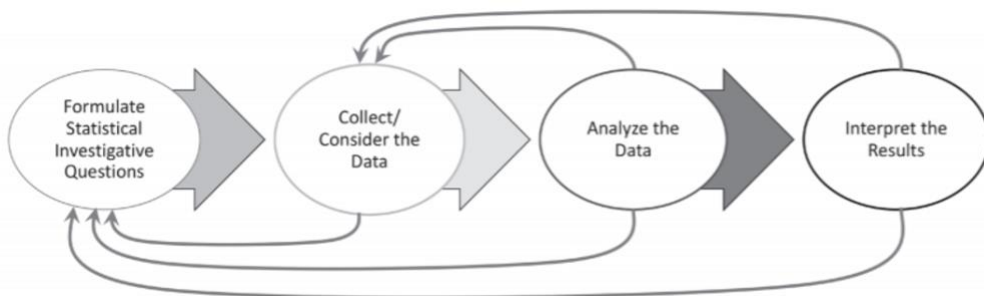 Formulate
Statistical
Investigative
Questions
Collect/
Consider the
Data
Analyze the
Data
Interpret the
Results